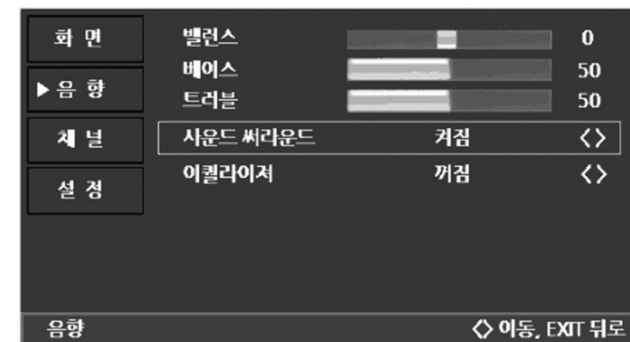 화 면
▶ 음 향
채 널
설 정
밸런스 0
베이스 50
트러블 50
사운드 써라운드 켜짐 <>
이퀄라이져 꺼짐 <>
음향
<> 이동, EXIT 뒤로